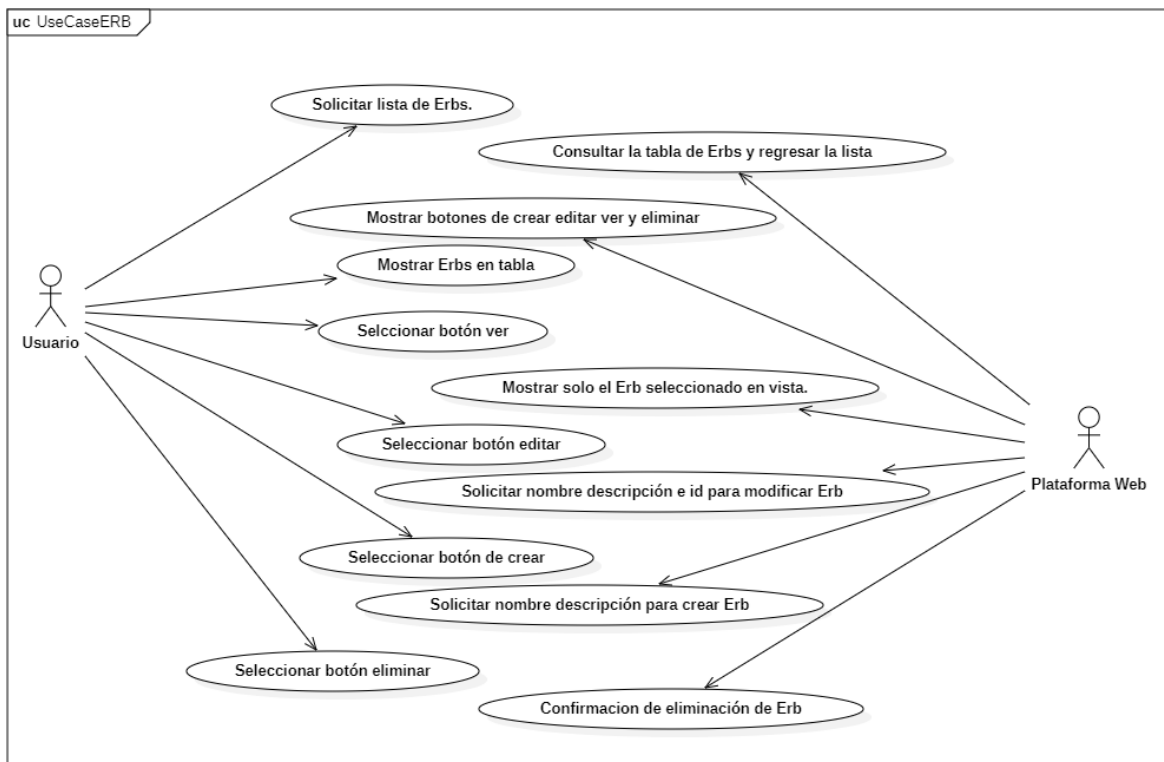 uc UseCaseERB
Solicitar lista de Erbs.
Consultar la tabla de Erbs y regresar la lista
Mostrar botones de crear editar ver y eliminar
Mostrar Erbs en tabla
Usuario
Selccionar botón ver
Mostrar solo el Erb seleccionado en vista.
Seleccionar botón editar
Plataforma Web
Solicitar nombre descripción e id para modificar Erb
Seleccionar botón de crear
Solicitar nombre descripción para crear Erb
Seleccionar botón eliminar
Confirmacion de eliminación de Erb